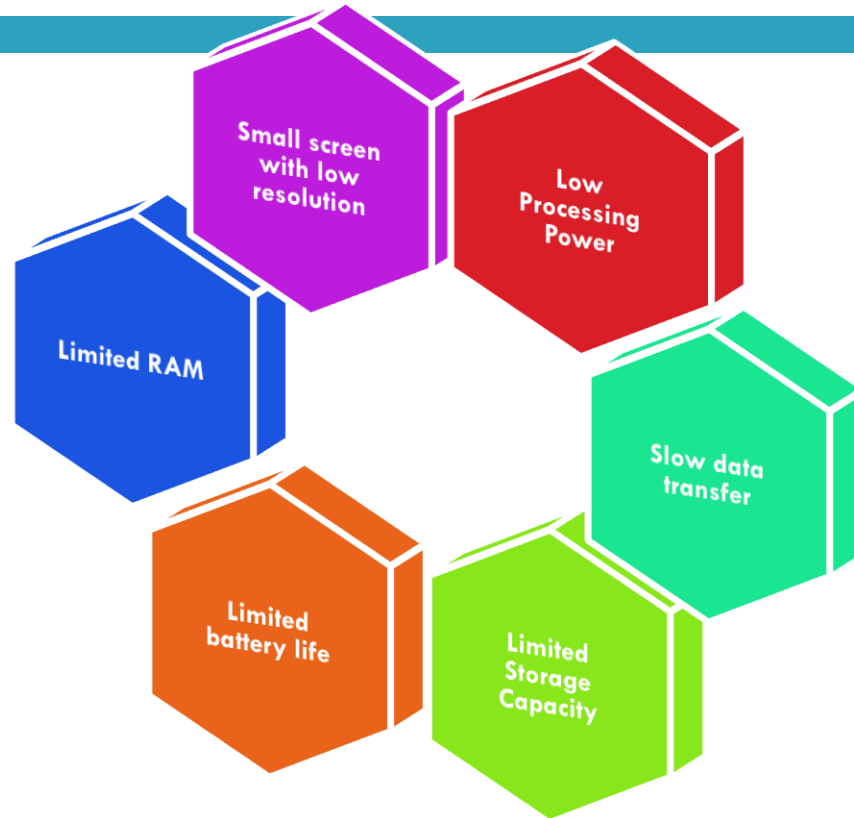 Small screen
with low
resolution
Low
Processing
Power
Limited RAM
Slow data
transfer
Limited
battery life
Limited
Storage
Capacity